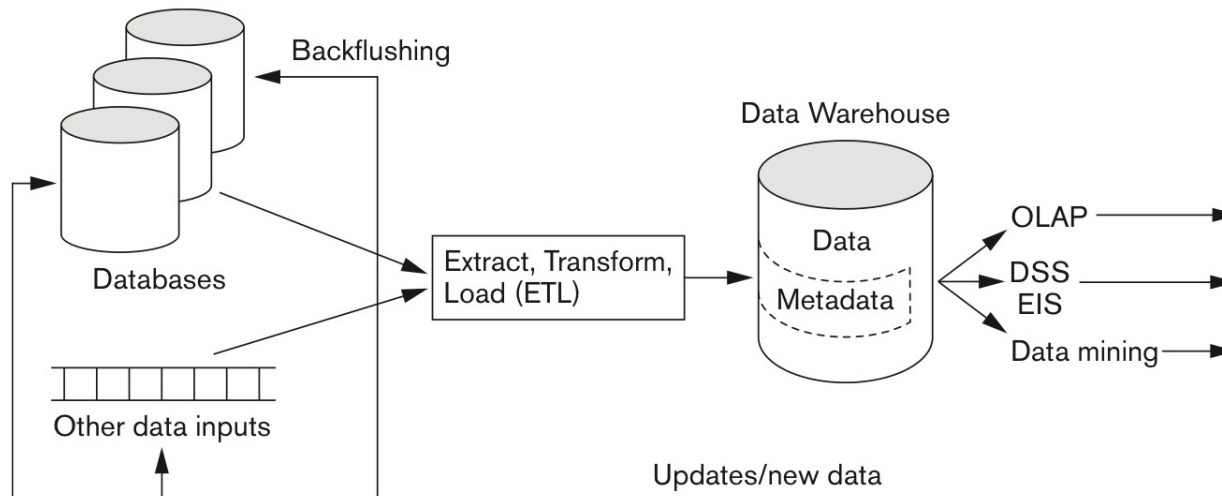 Backflushing
Data Warehouse
OLAP
Data
Extract, Transform,
Load (ETL)
DSS
EIS
Databases
Metadata
Data mining
Other data inputs
Updates/new data